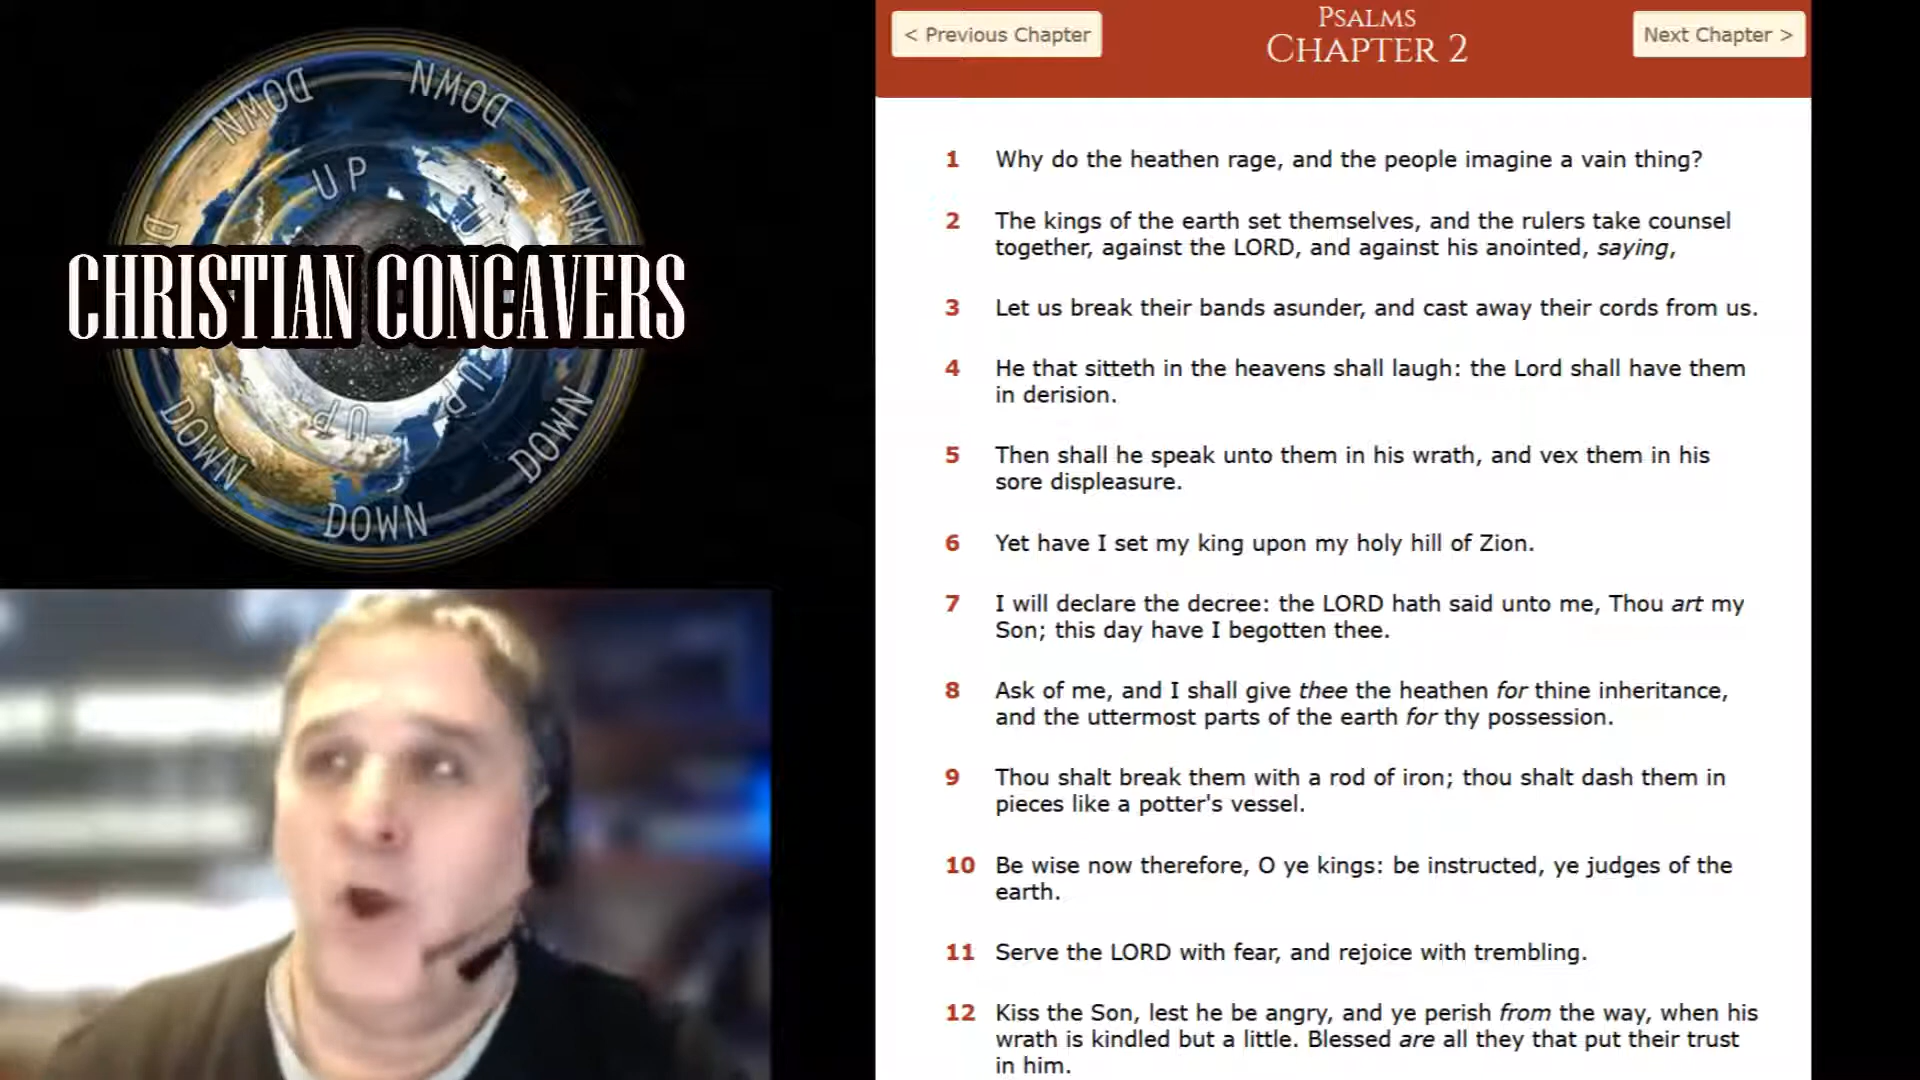 DOWN
DOWN
UP
CHRISTIAN CONCAVERS
UP
UP
DOWN
DOWN
DOWN
< Previous Chapter
PSALMS
CHAPTER 2
Next Chapter >
1 Why do the heathen rage, and the people imagine a vain thing?
2 The kings of the earth set themselves, and the rulers take counsel
together, against the LORD, and against his anointed, saying,
3 Let us break their bands asunder, and cast away their cords from us.
4 He that sitteth in the heavens shall laugh: the Lord shall have them
in derision.
5 Then shall he speak unto them in his wrath, and vex them in his
sore displeasure.
6 Yet have I set my king upon my holy hill of Zion.
7 I will declare the decree: the LORD hath said unto me, Thou art my
Son; this day have I begotten thee.
8 Ask of me, and I shall give thee the heathen for thine inheritance,
and the uttermost parts of the earth for thy possession.
9 Thou shalt break them with a rod of iron; thou shalt dash them in
pieces like a potter's vessel.
10 Be wise now therefore, O ye kings: be instructed, ye judges of the
earth.
11 Serve the LORD with fear, and rejoice with trembling.
12 Kiss the Son, lest he be angry, and ye perish from the way, when his
wrath is kindled but a little. Blessed are all they that put their trust
in him.